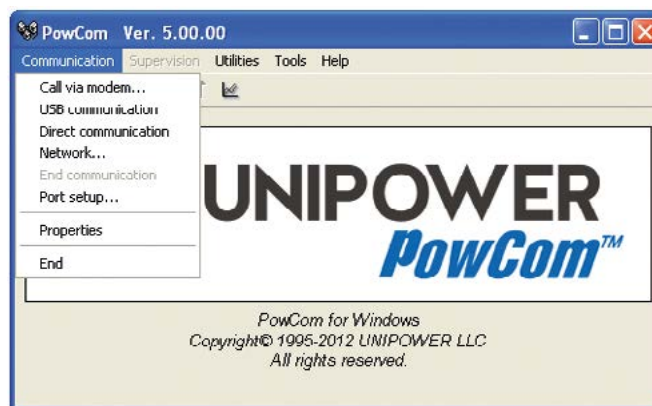 PowCom Ver. 5.00.00
Communication Supervision Utilities Tools Help
Call via modem...
USB communication
Direct communication
Network...
End communication
Port setup...
Properties
End
UNIPOWER
PowCom™
PowCom for Windows
Copyright© 1995-2012 UNIPOWER LLC
All rights reserved.